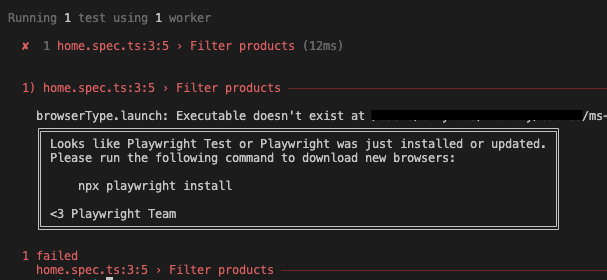 Running 1 test using 1 worker
✘ 1 home.spec.ts:3:5 › Filter products (12ms)
1) home.spec.ts:3:5 › Filter products
browserType.launch: Executable doesn't exist at /ms-
Looks like Playwright Test or Playwright was just installed or updated.
Please run the following command to download new browsers:
npx playwright install
<3 Playwright Team
1 failed
home.spec.ts:3:5 › Filter products